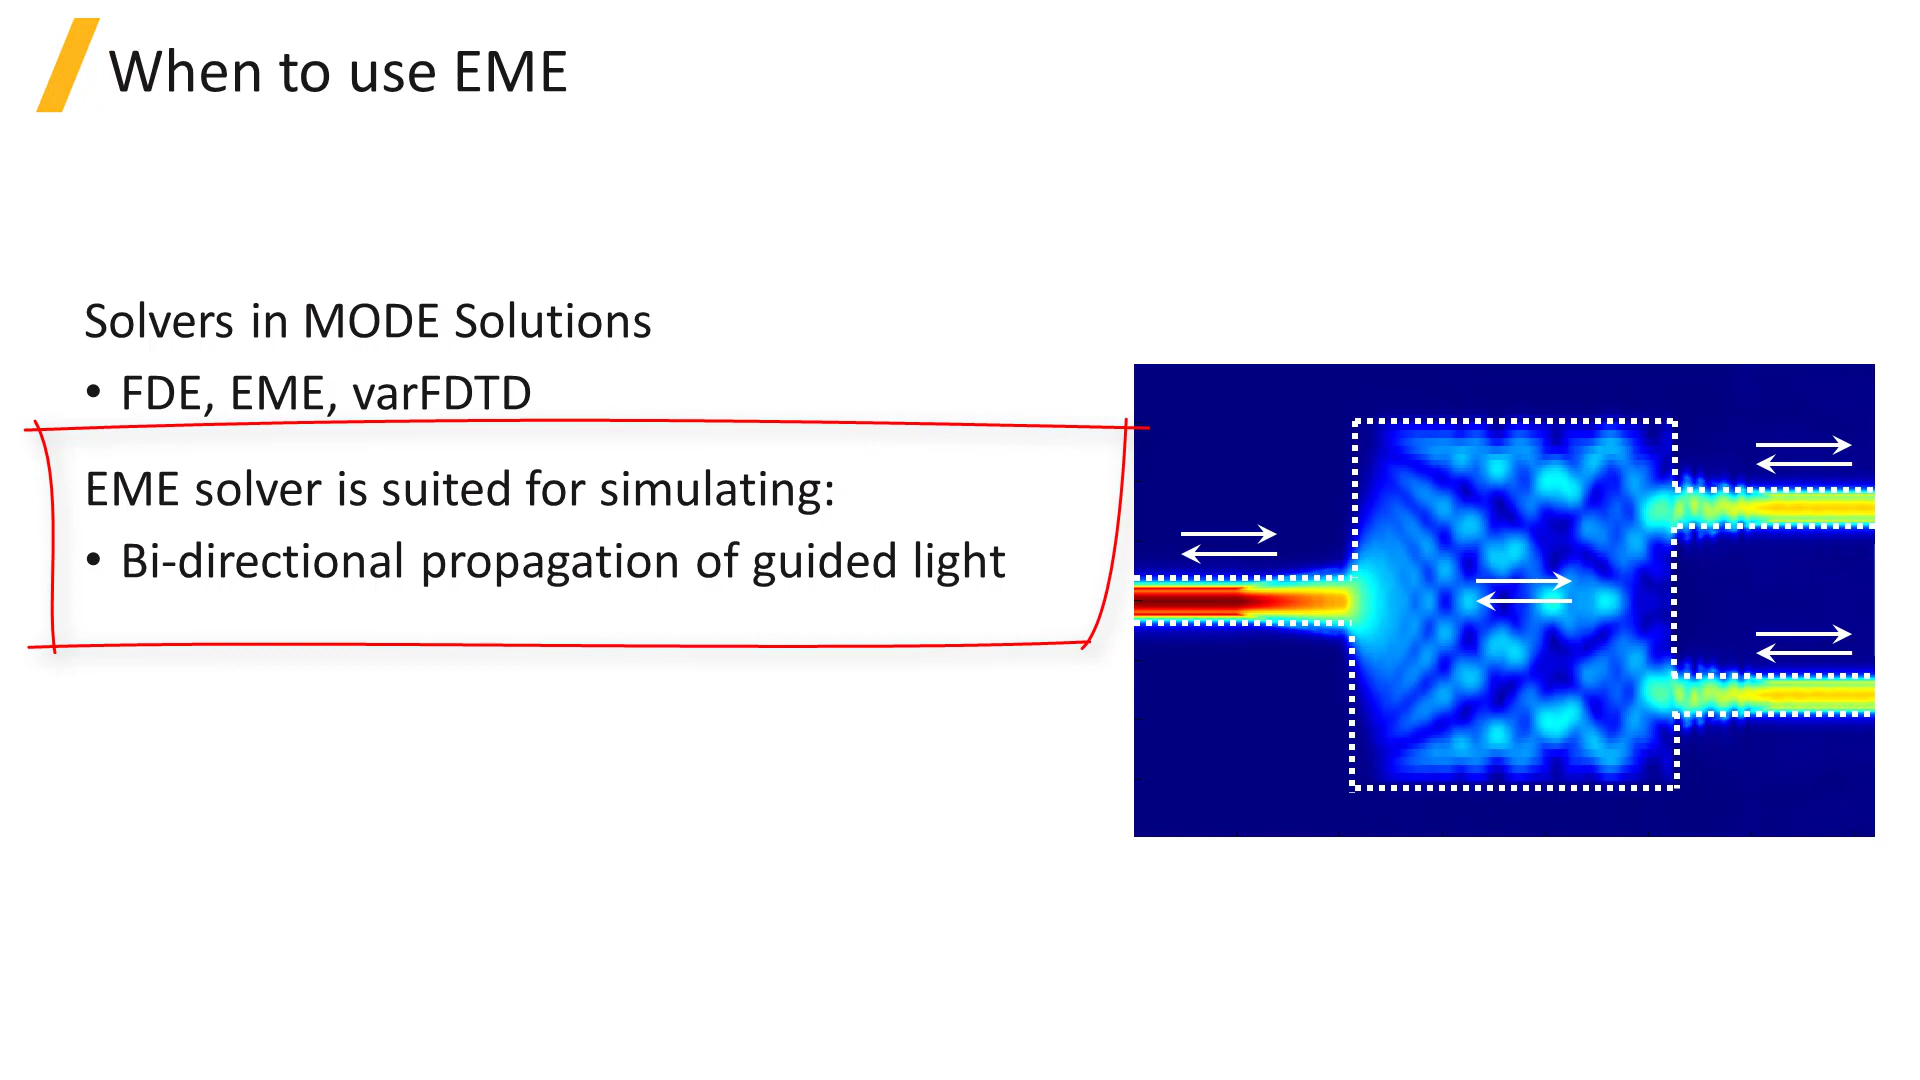 When to use EME
Solvers in MODE Solutions
• FDE, EME, varFDTD
EME solver is suited for simulating:
• Bi-directional propagation of guided light